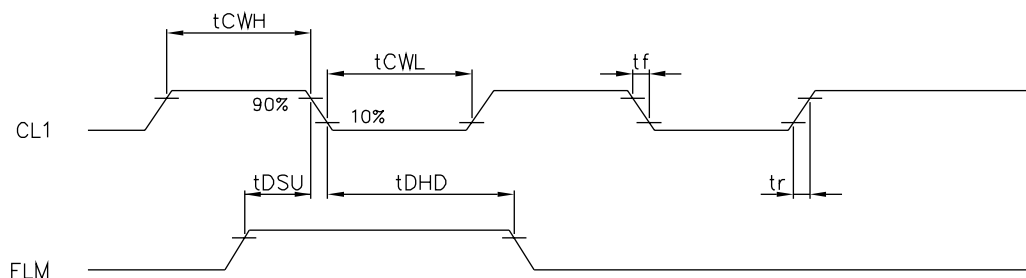 tCWH
tCWL
tf
90%
10%
CL1
tDSU
tDHD
tr
FLM